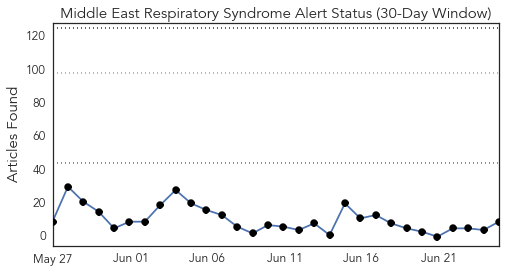 Middle East Respiratory Syndrome Alert Status (30-Day Window)
Articles Found
120
100
80
60
40
20
0
May 27
Jun 01
Jun 06
Jun 11
Jun 16
Jun 21